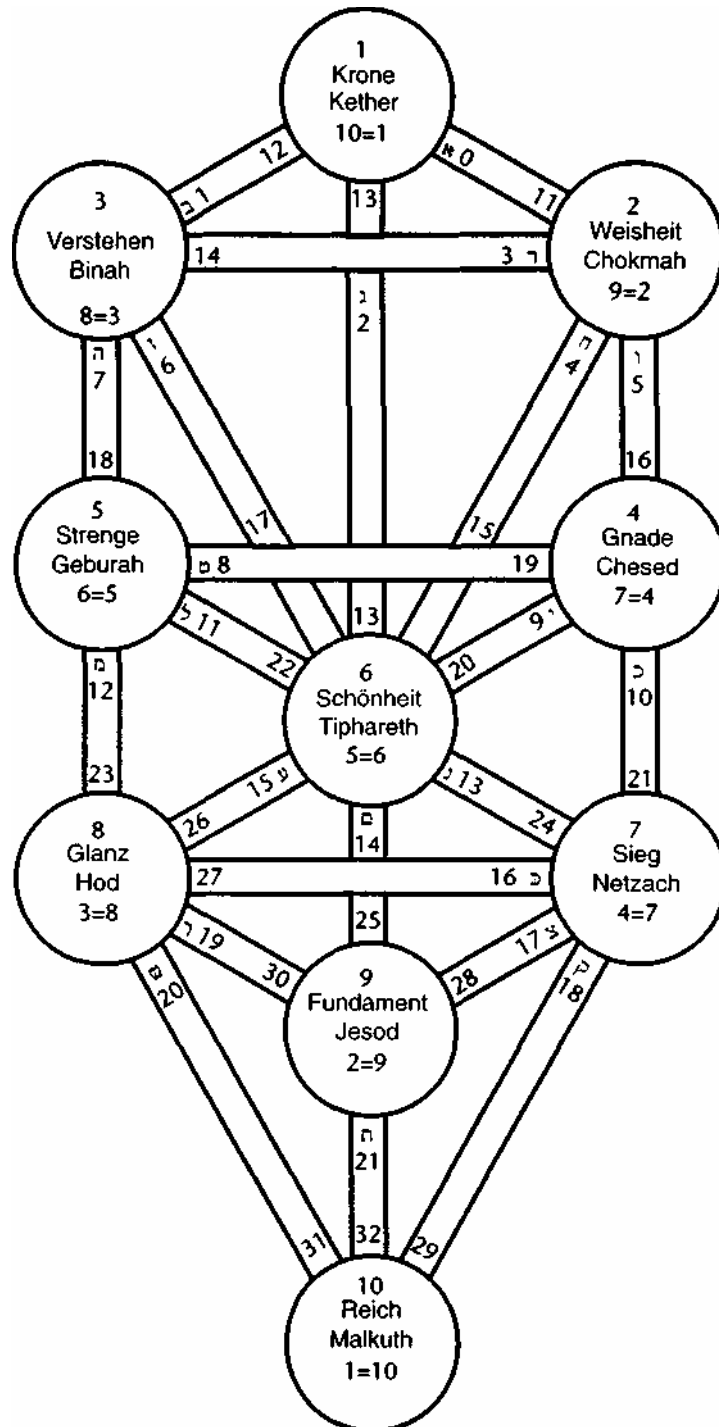 1
Krone
Kether
10=1
12
ב 1
א 0
11
13
3
Verstehen
Binah
8=3
2
Weisheit
Chokmah
9=2
14
3 ד
ג
2
ה
7
18
6
17
4
15
ו
5
16
5
Strenge
Geburah
6=5
4
Gnade
Chesed
7=4
8
19
13
ל 11
22
9 י
20
6
Schönheit
Tiphareth
5=6
מ
12
23
כ
10
21
15 ע
26
נ 13
24
ם
14
25
8
Glanz
Hod
3=8
7
Sieg
Netzach
4=7
27
16 כ
ר 19
30
17 צ
28
9
Fundament
Jesod
2=9
20
31
ק
18
29
ת
21
32
10
Reich
Malkuth
1=10